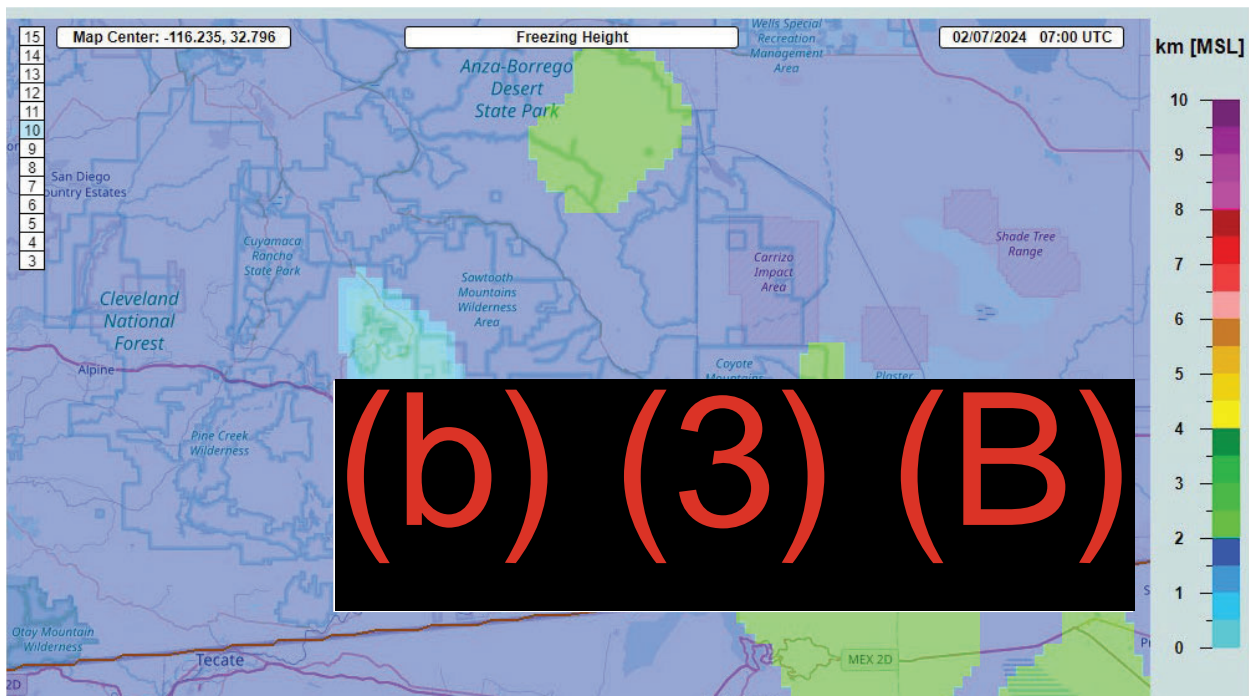 Map Center: -116.235, 32.796
Freezing Height
02/07/2024 07:00 UTC
km [MSL]
15
14
13
12
11
10
9
8
7
6
5
4
3
Wells Special
Recreation
Management
Area
Anza-Borrego
Desert
State Park
San Diego
Country Estates
Cuyamaca
Rancho
State Park
Sawtooth
Mountains
Wilderness
Area
Carrizo
Impact
Area
Shade Tree
Range
Cleveland
National
Forest
Alpine
Coyote
Mountains
Plaster
Pine Creek
Wilderness
(b) (3) (B)
Otay Mountain
Wilderness
Tecate
MEX 2D
2D
10
9
8
7
6
5
4
3
2
1
0